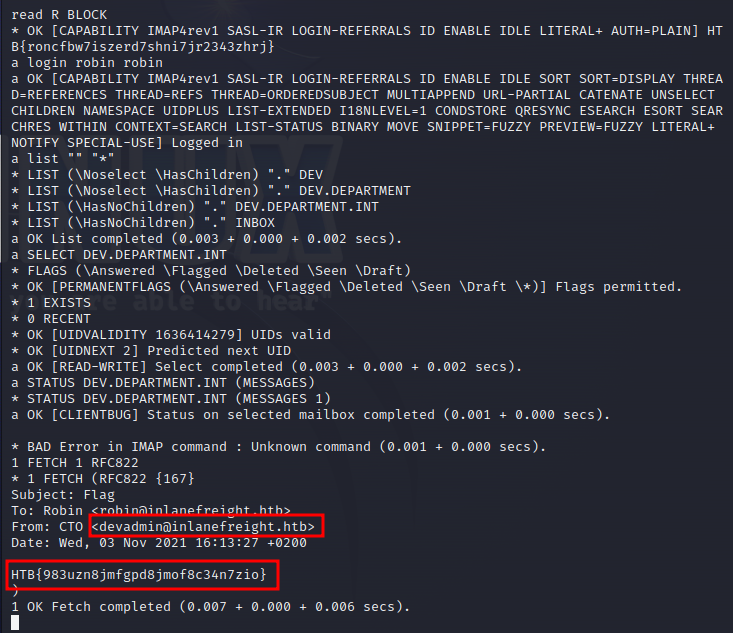 read R BLOCK
* OK [CAPABILITY IMAP4rev1 SASL-IR LOGIN-REFERRALS ID ENABLE IDLE LITERAL+ AUTH=PLAIN] HT
B{roncfbw7iszerd7shni7jr2343zhrj}
a login robin robin
a OK [CAPABILITY IMAP4rev1 SASL-IR LOGIN-REFERRALS ID ENABLE IDLE SORT SORT=DISPLAY THREA
D=REFERENCES THREAD=REFS THREAD=ORDEREDSUBJECT MULTIAPPEND URL-PARTIAL CATENATE UNSELECT
CHILDREN NAMESPACE UIDPLUS LIST-EXTENDED I18NLEVEL=1 CONDSTORE QRESYNC ESEARCH ESORT SEAR
CHRES WITHIN CONTEXT=SEARCH LIST-STATUS BINARY MOVE SNIPPET=FUZZY PREVIEW=FUZZY LITERAL+
NOTIFY SPECIAL-USE] Logged in
a list "" "*"
* LIST (\Noselect \HasChildren) "." DEV
* LIST (\Noselect \HasChildren) "." DEV.DEPARTMENT
* LIST (\HasNoChildren) "." DEV.DEPARTMENT.INT
* LIST (\HasNoChildren) "." INBOX
a OK List completed (0.003 + 0.000 + 0.002 secs).
a SELECT DEV.DEPARTMENT.INT
* FLAGS (\Answered \Flagged \Deleted \Seen \Draft)
* OK [PERMANENTFLAGS (\Answered \Flagged \Deleted \Seen \Draft \*)] Flags permitted.
* 1 EXISTS
* 0 RECENT
* OK [UIDVALIDITY 1636414279] UIDs valid
* OK [UIDNEXT 2] Predicted next UID
a OK [READ-WRITE] Select completed (0.003 + 0.000 + 0.002 secs).
a STATUS DEV.DEPARTMENT.INT (MESSAGES)
* STATUS DEV.DEPARTMENT.INT (MESSAGES 1)
a OK [CLIENTBUG] Status on selected mailbox completed (0.001 + 0.000 secs).
* BAD Error in IMAP command : Unknown command (0.001 + 0.000 secs).
1 FETCH 1 RFC822
* 1 FETCH (RFC822 {167}
Subject: Flag
To: Robin <robin@inlanefreight.htb>
From: CTO <devadmin@inlanefreight.htb>
Date: Wed, 03 Nov 2021 16:13:27 +0200
HTB{983uzn8jmfgpd8jmof8c34n7zio}
)
1 OK Fetch completed (0.007 + 0.000 + 0.006 secs).